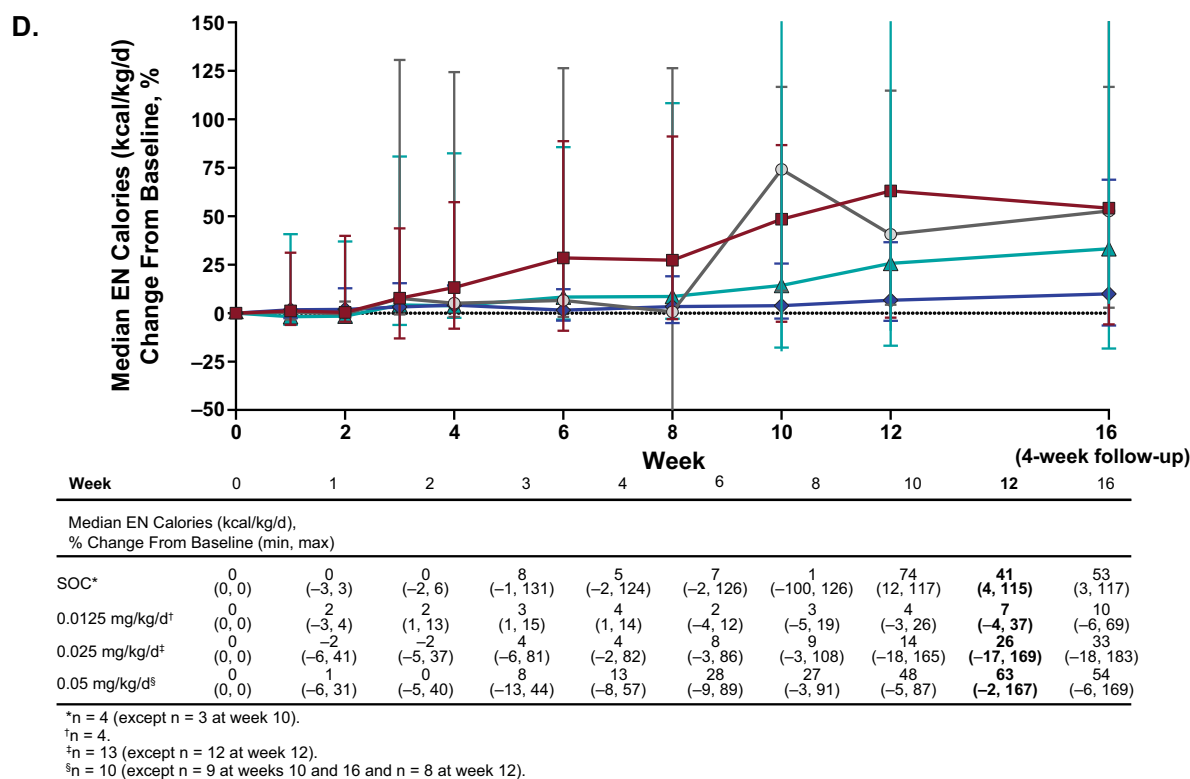 D.
Median EN Calories (kcal/kg/d)
Change From Baseline, %
150
125
100
75
50
25
0
−25
−50
0 2 4 6 8 10 12 16
Week (4-week follow-up)
Week 0 1 2 3 4 6 8 10 12 16
Median EN Calories (kcal/kg/d),
% Change From Baseline (min, max)
SOC* 0 0 0 8 5 7 1 74 41 53
(0, 0) (−3, 3) (−2, 6) (−1, 131) (−2, 124) (−2, 126) (−100, 126) (12, 117) (4, 115) (3, 117)
0.0125 mg/kg/d† 0 2 2 3 4 2 3 4 7 10
(0, 0) (−3, 4) (1, 13) (1, 15) (1, 14) (−4, 12) (−5, 19) (−3, 26) (−4, 37) (−6, 69)
0.025 mg/kg/d‡ 0 −2 −2 4 4 8 9 14 26 33
(0, 0) (−6, 41) (−5, 37) (−6, 81) (−2, 82) (−3, 86) (−3, 108) (−18, 165) (−17, 169) (−18, 183)
0.05 mg/kg/d§ 0 1 0 8 13 28 27 48 63 54
(0, 0) (−6, 31) (−5, 40) (−13, 44) (−8, 57) (−9, 89) (−3, 91) (−5, 87) (−2, 167) (−6, 169)
*n = 4 (except n = 3 at week 10).
†n = 4.
‡n = 13 (except n = 12 at week 12).
§n = 10 (except n = 9 at weeks 10 and 16 and n = 8 at week 12).